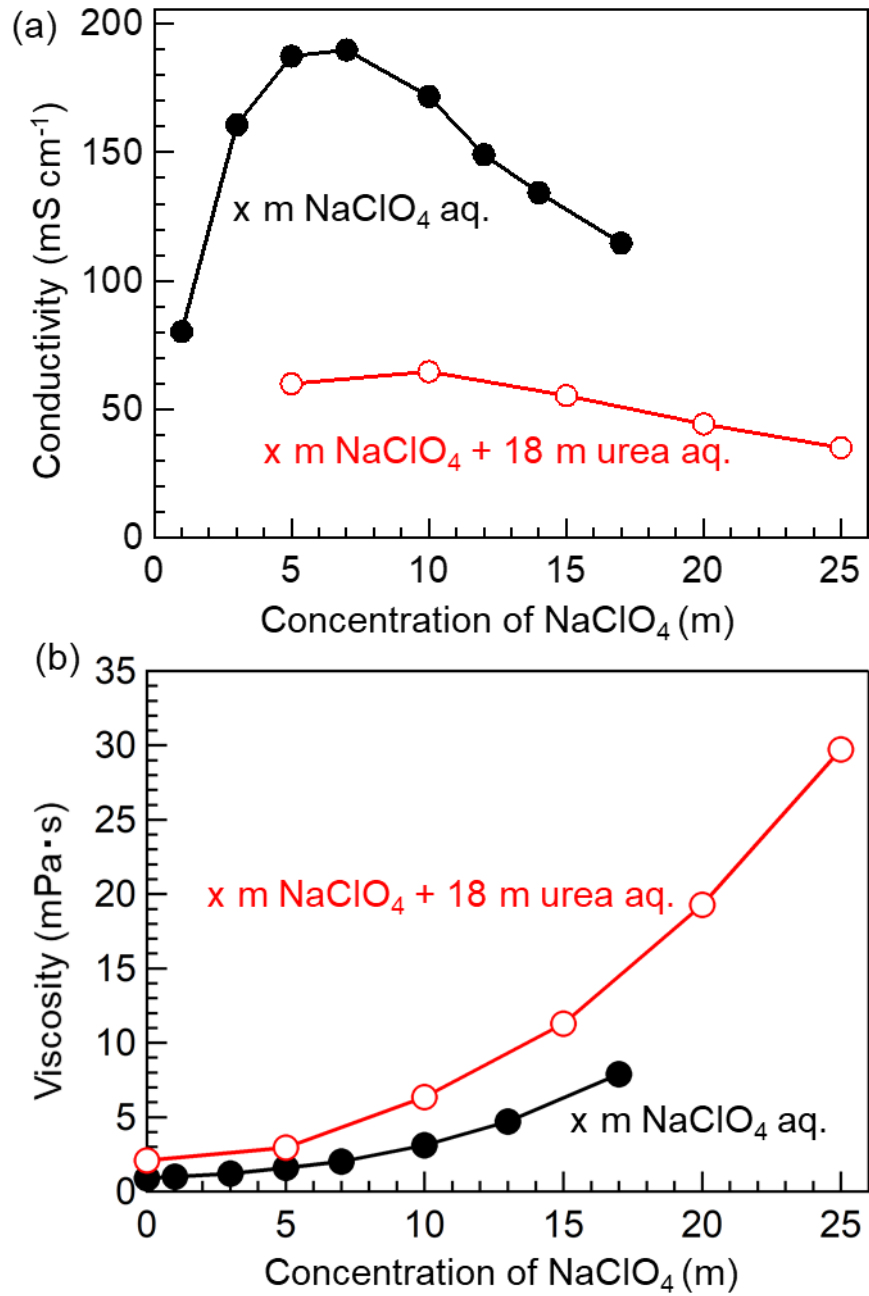 (a)
200
150
100
50
0
Conductivity (mS cm⁻¹)
x m NaClO₄ aq.
x m NaClO₄ + 18 m urea aq.
0 5 10 15 20 25
Concentration of NaClO₄ (m)
(b)
35
30
25
20
15
10
5
0
Viscosity (mPa·s)
x m NaClO₄ + 18 m urea aq.
x m NaClO₄ aq.
0 5 10 15 20 25
Concentration of NaClO₄ (m)